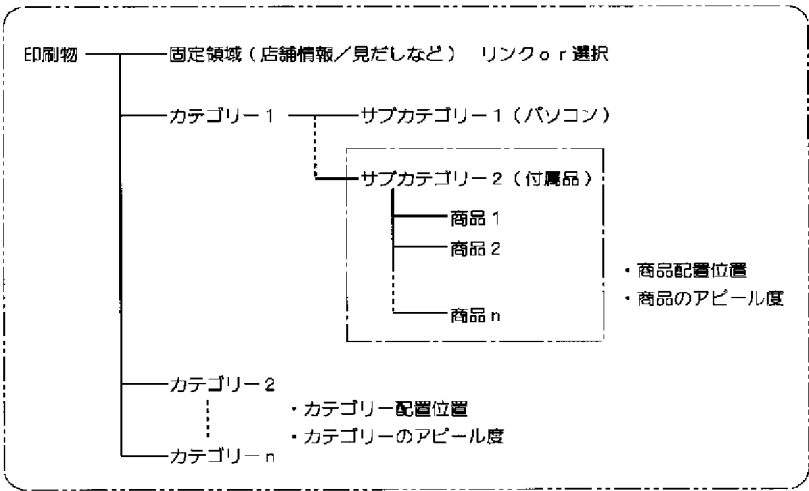 印刷物
固定領域（店舗情報／見だしなど） リンクｏｒ選択
カテゴリー１
サブカテゴリー１（パソコン）
サブカテゴリー２（付属品）
商品１
商品２
商品ｎ
・商品配置位置
・商品のアピール度
カテゴリー２
・カテゴリー配置位置
・カテゴリーのアピール度
カテゴリーｎ